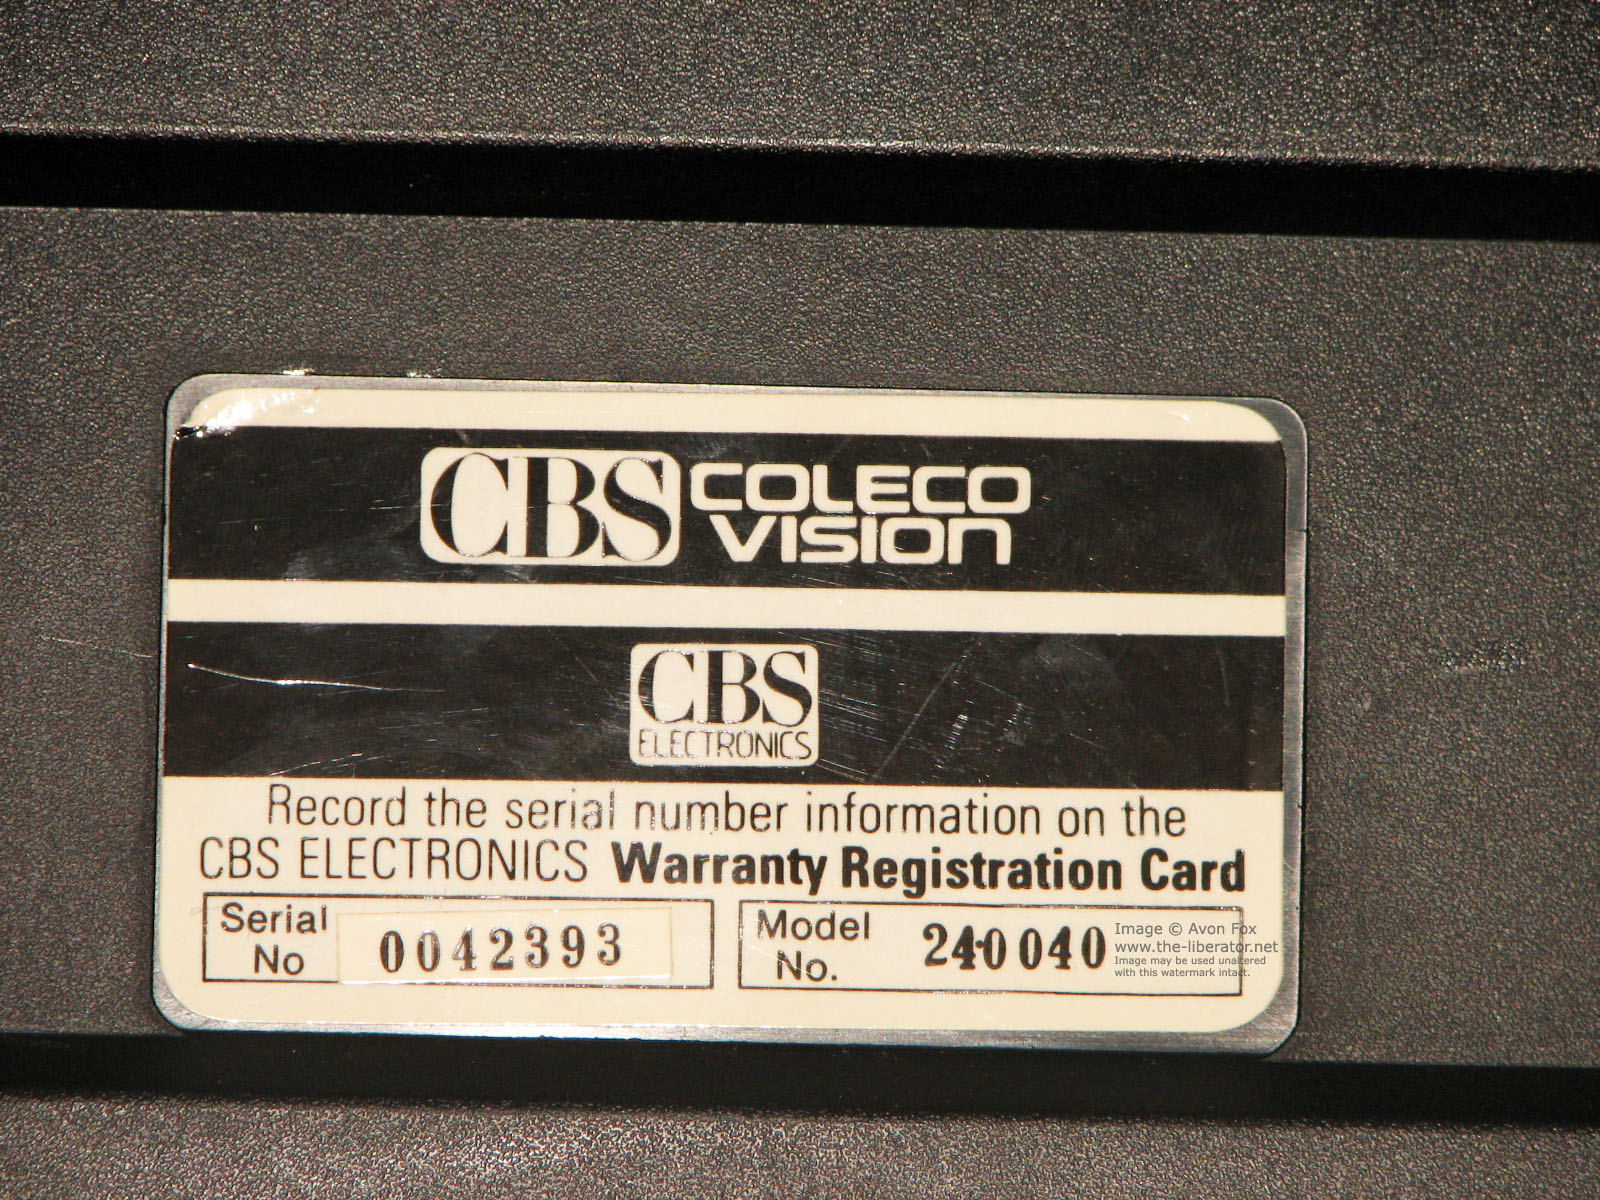 CBS COLECO
VISION
CBS
ELECTRONICS
Record the serial number information on the
CBS ELECTRONICS Warranty Registration Card
Serial
No
0042393
Model
No.
240040
Image © Avon Fox
www.the-liberator.net
Image may be used unaltered
with this watermark intact.